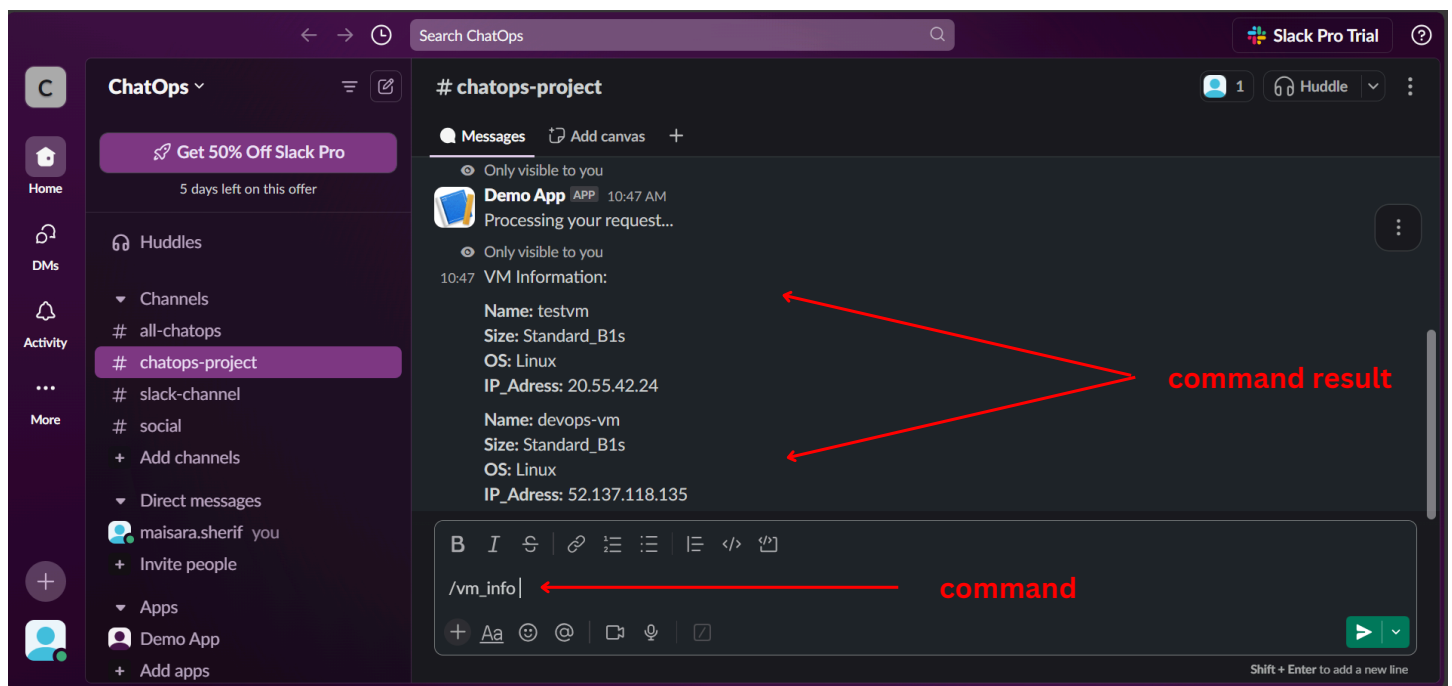 Search ChatOps
Slack Pro Trial
C
Home
DMs
Activity
More
ChatOps
Get 50% Off Slack Pro
5 days left on this offer
Huddles
Channels
# all-chatops
# chatops-project
# slack-channel
# social
+ Add channels
Direct messages
maisara.sherif you
+ Invite people
Apps
Demo App
+ Add apps
# chatops-project
1
Huddle
Messages
Add canvas
+
Only visible to you
Demo App APP 10:47 AM
Processing your request...
Only visible to you
10:47 VM Information:
Name: testvm
Size: Standard_B1s
OS: Linux
IP_Adress: 20.55.42.24
Name: devops-vm
Size: Standard_B1s
OS: Linux
IP_Adress: 52.137.118.135
command result
B I S
/vm_info
command
Aa
Shift + Enter to add a new line